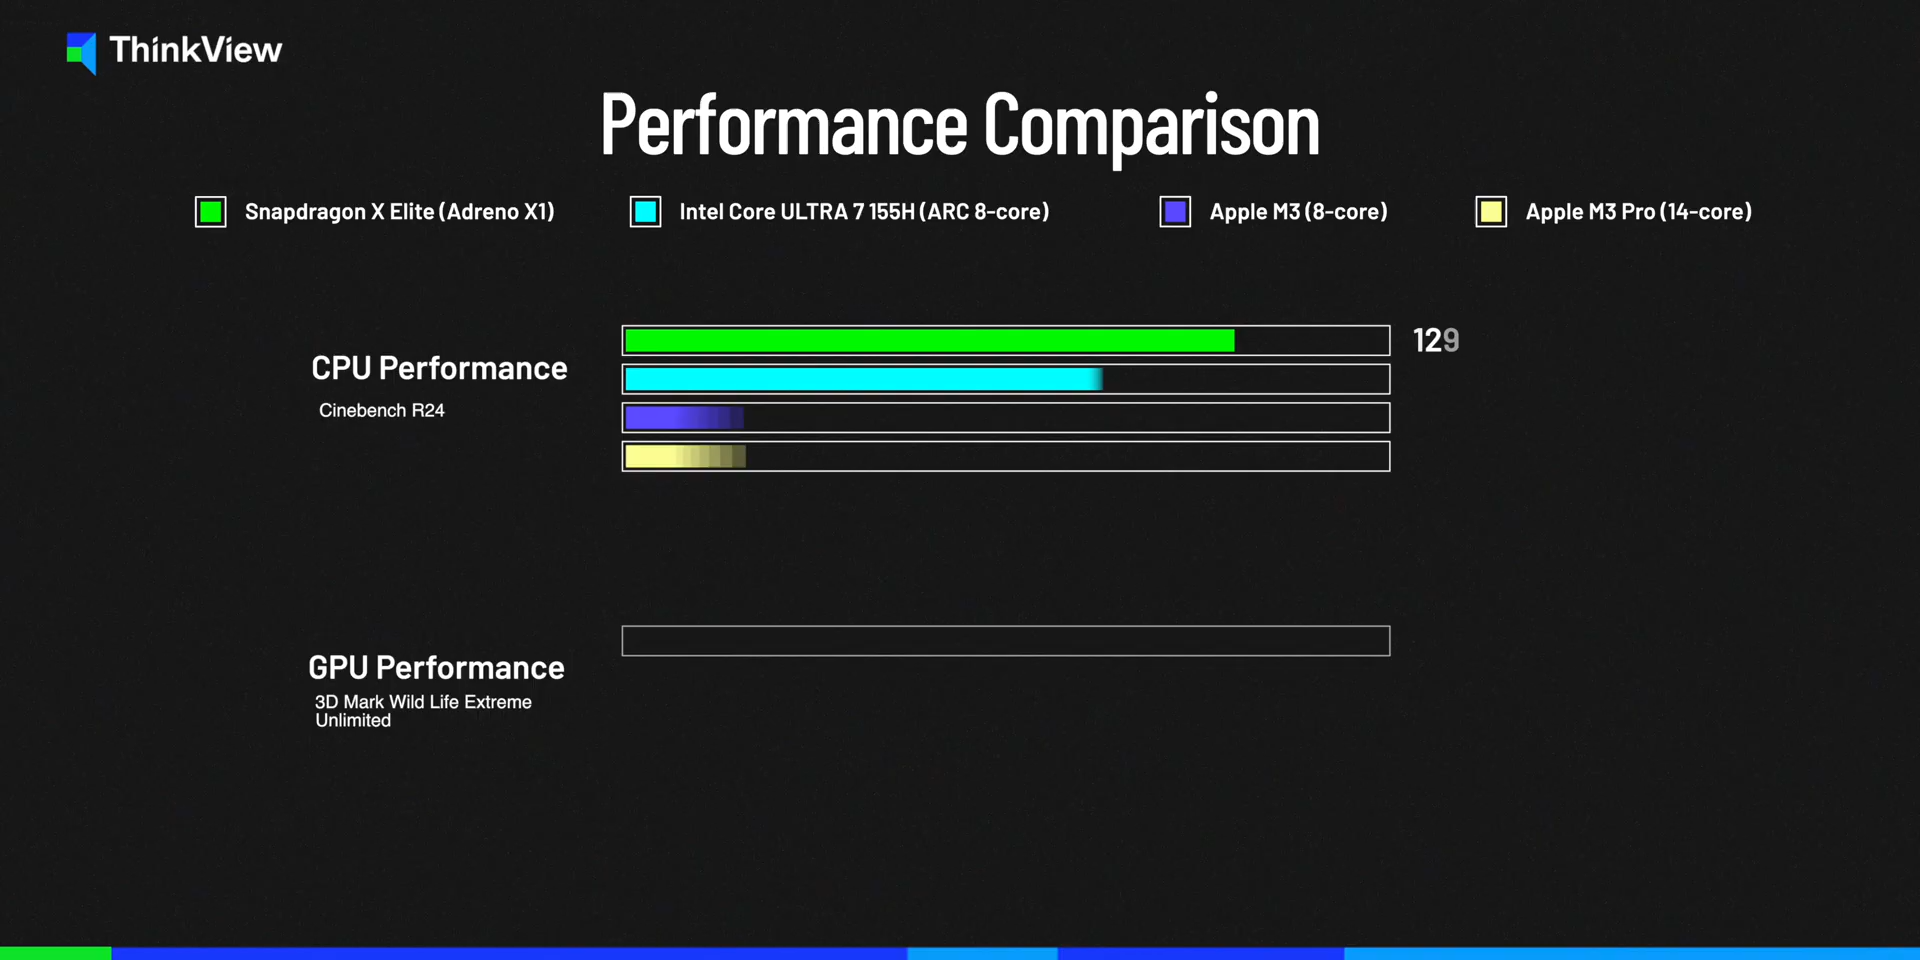 ThinkView
Performance Comparison
Snapdragon X Elite (Adreno X1)
Intel Core ULTRA 7 155H (ARC 8-core)
Apple M3 (8-core)
Apple M3 Pro (14-core)
CPU Performance
Cinebench R24
129
GPU Performance
3D Mark Wild Life Extreme
Unlimited